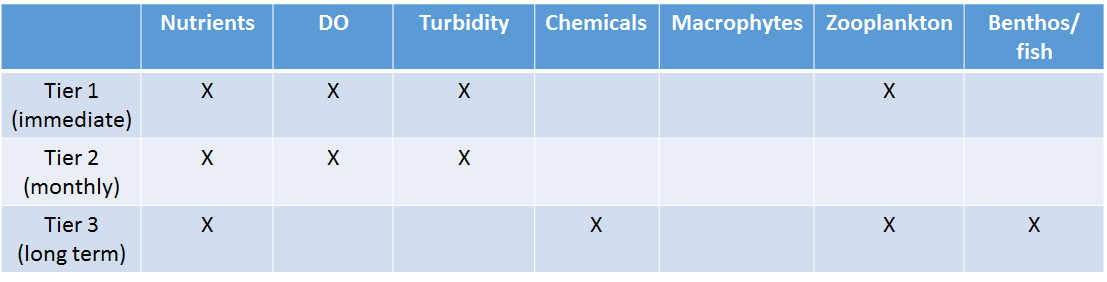 Nutrients DO Turbidity Chemicals Macrophytes Zooplankton Benthos/
fish
Tier 1 X X X X
(immediate)
Tier 2 X X X
(monthly)
Tier 3 X X X X
(long term)